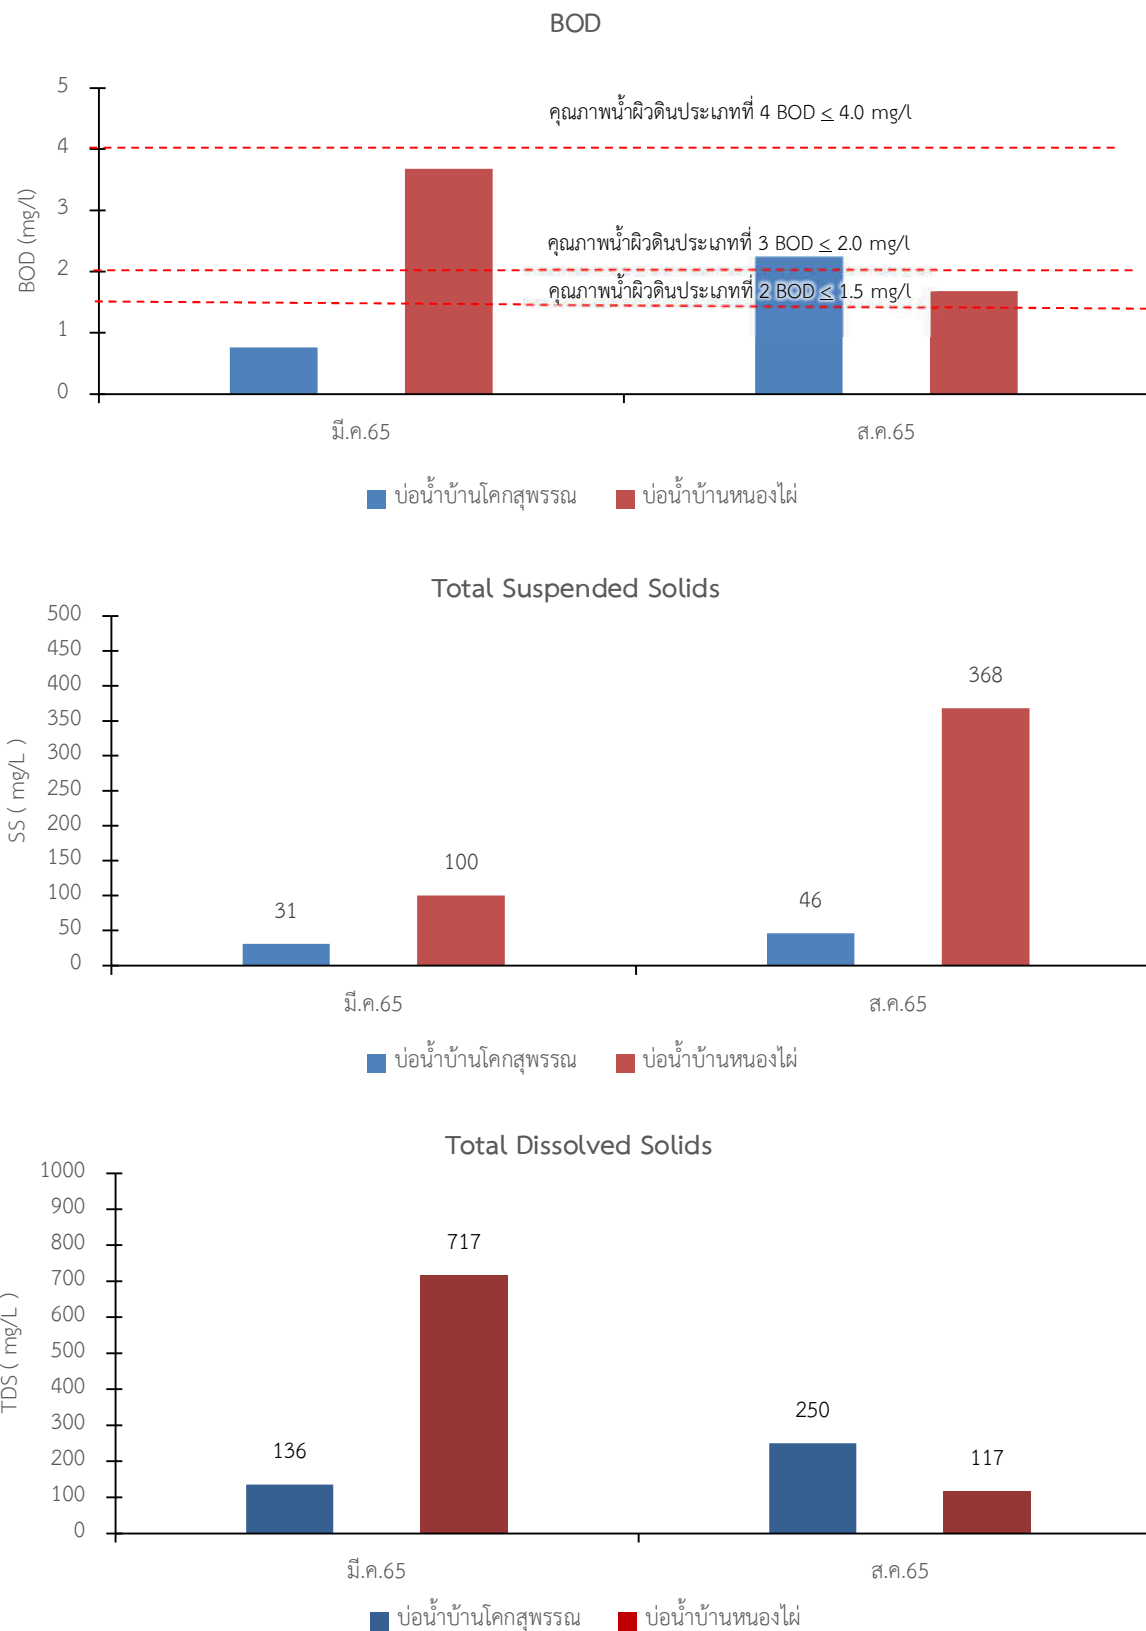 BOD
5
คุณภาพน้ำผิวดินประเภทที่ 4 BOD ≤ 4.0 mg/l
4
3
คุณภาพน้ำผิวดินประเภทที่ 3 BOD ≤ 2.0 mg/l
2
คุณภาพน้ำผิวดินประเภทที่ 2 BOD ≤ 1.5 mg/l
1
0
BOD (mg/l)
มี.ค.65 ส.ค.65
บ่อน้ำบ้านโคกสุพรรณ บ่อน้ำบ้านหนองไผ่
Total Suspended Solids
500
450
400
350
300
250
200
150
100
50
0
SS ( mg/L )
31 100 46 368
มี.ค.65 ส.ค.65
บ่อน้ำบ้านโคกสุพรรณ บ่อน้ำบ้านหนองไผ่
Total Dissolved Solids
1000
900
800
700
600
500
400
300
200
100
0
TDS ( mg/L )
136 717 250 117
มี.ค.65 ส.ค.65
บ่อน้ำบ้านโคกสุพรรณ บ่อน้ำบ้านหนองไผ่